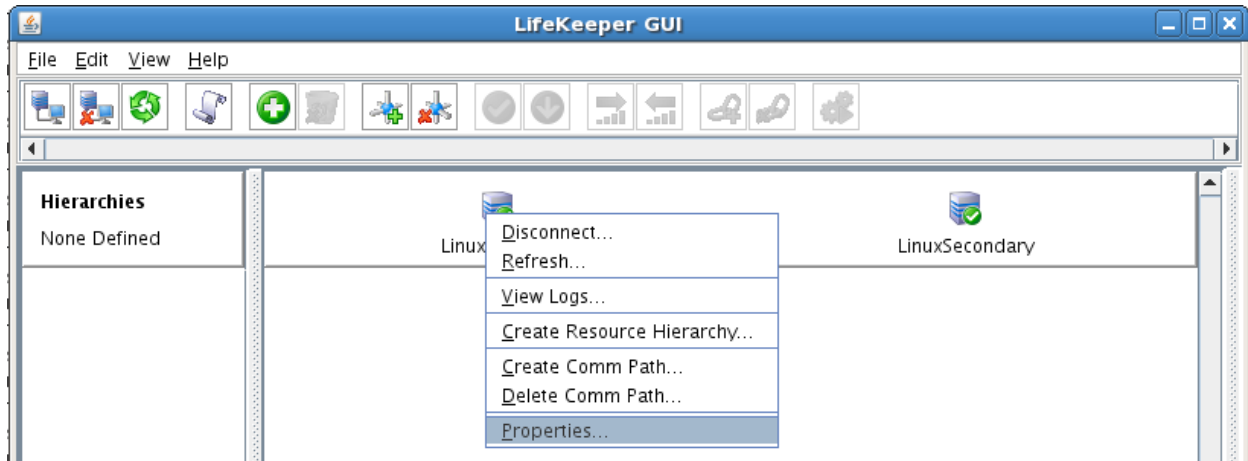 LifeKeeper GUI
File Edit View Help
Hierarchies
None Defined
Linux
LinuxSecondary
Disconnect...
Refresh...
View Logs...
Create Resource Hierarchy...
Create Comm Path...
Delete Comm Path...
Properties...